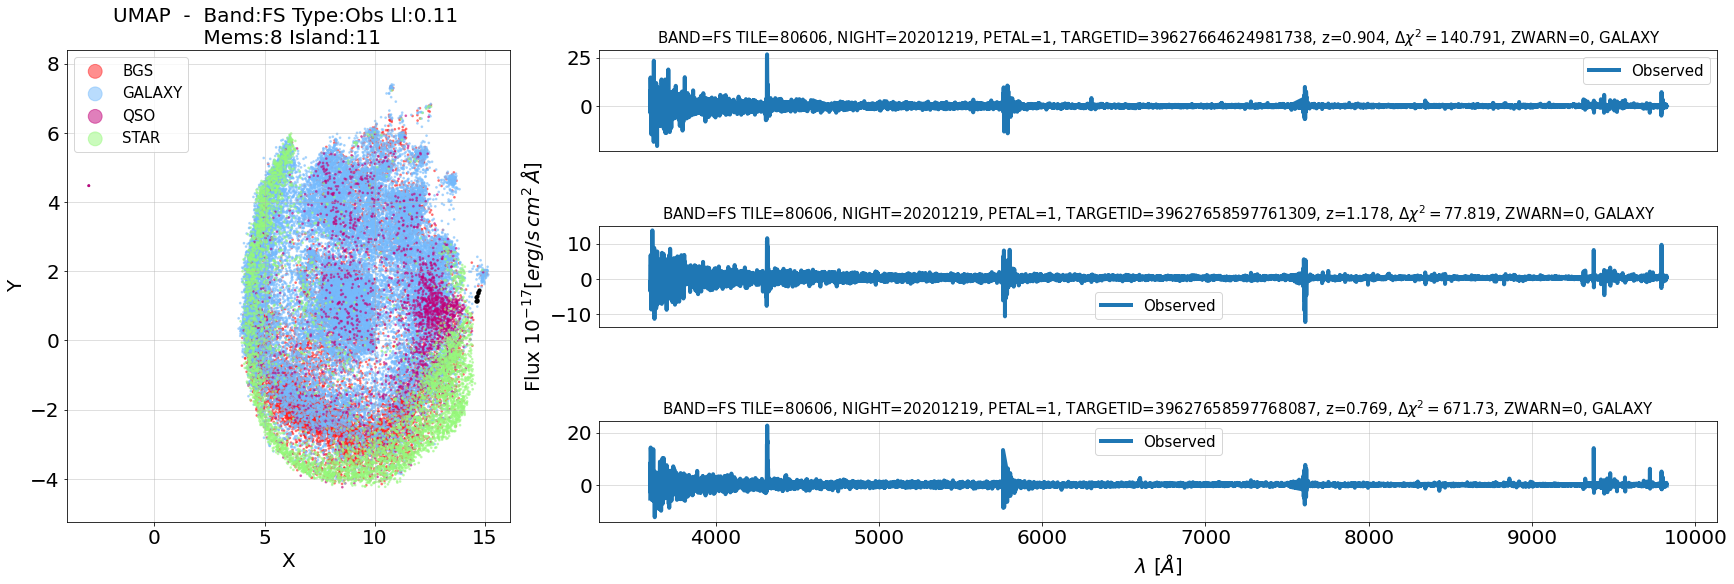 UMAP - Band:FS Type:Obs Ll:0.11
Mems:8 Island:11
BGS
GALAXY
QSO
STAR
8
6
4
2
0
−2
−4
Y
0
5
10
15
X
Flux 10⁻¹⁷[erg/s cm² Å]
BAND=FS TILE=80606, NIGHT=20201219, PETAL=1, TARGETID=39627664624981738, z=0.904, Δχ² = 140.791, ZWARN=0, GALAXY
25
0
Observed
BAND=FS TILE=80606, NIGHT=20201219, PETAL=1, TARGETID=39627658597761309, z=1.178, Δχ² = 77.819, ZWARN=0, GALAXY
10
0
−10
Observed
BAND=FS TILE=80606, NIGHT=20201219, PETAL=1, TARGETID=39627658597768087, z=0.769, Δχ² = 671.73, ZWARN=0, GALAXY
20
0
Observed
4000
5000
6000
7000
8000
9000
10000
λ [Å]